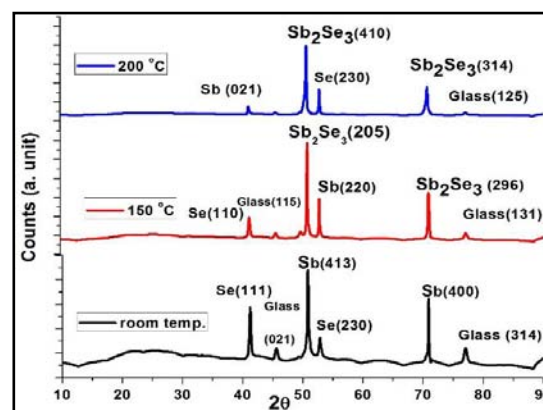 Sb2Se3(410)
200 °C
Sb2Se3(314)
Se(230)
Sb (021)
Glass(125)
Sb2Se3(205)
150 °C
Sb(220)
Sb2Se3 (296)
Se(110)
Glass(115)
Glass(131)
Sb(413)
Se(111)
Glass
Sb(400)
room temp.
(021)
Se(230)
Glass (314)
10 20 30 40 50 60 70 80 90
2θ
Counts (a. unit)